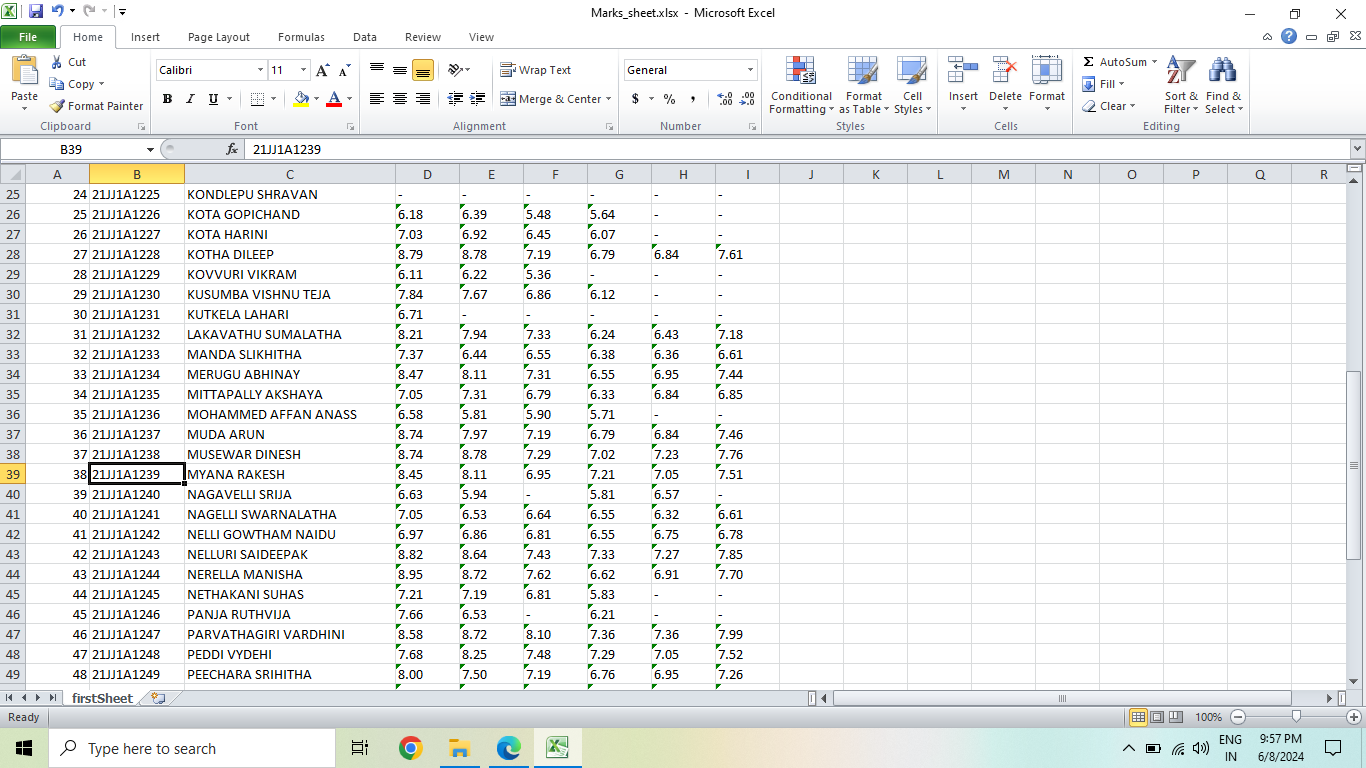 Marks_sheet.xlsx - Microsoft Excel
File Home Insert Page Layout Formulas Data Review View
Paste Cut Copy Format Painter Clipboard
Calibri 11 A A B I U A Font
Wrap Text Merge & Center Alignment
General $ % , .0 .00 .00 .0 Number
Conditional Formatting Format as Table Cell Styles Styles
Insert Delete Format Cells
Σ AutoSum Fill Clear Sort & Filter Find & Select Editing
B39 fx 21JJ1A1239
A B C D E F G H I J K L M N O P Q R
25 24 21JJ1A1225 KONDLEPU SHRAVAN - - - - - -
26 25 21JJ1A1226 KOTA GOPICHAND 6.18 6.39 5.48 5.64 - -
27 26 21JJ1A1227 KOTA HARINI 7.03 6.92 6.45 6.07 - -
28 27 21JJ1A1228 KOTHA DILEEP 8.79 8.78 7.19 6.79 6.84 7.61
29 28 21JJ1A1229 KOVVURI VIKRAM 6.11 6.22 5.36 - - -
30 29 21JJ1A1230 KUSUMBA VISHNU TEJA 7.84 7.67 6.86 6.12 - -
31 30 21JJ1A1231 KUTKELA LAHARI 6.71 - - - - -
32 31 21JJ1A1232 LAKAVATHU SUMALATHA 8.21 7.94 7.33 6.24 6.43 7.18
33 32 21JJ1A1233 MANDA SLIKHITHA 7.37 6.44 6.55 6.38 6.36 6.61
34 33 21JJ1A1234 MERUGU ABHINAY 8.47 8.11 7.31 6.55 6.95 7.44
35 34 21JJ1A1235 MITTAPALLY AKSHAYA 7.05 7.31 6.79 6.33 6.84 6.85
36 35 21JJ1A1236 MOHAMMED AFFAN ANASS 6.58 5.81 5.90 5.71 - -
37 36 21JJ1A1237 MUDA ARUN 8.74 7.97 7.19 6.79 6.84 7.46
38 37 21JJ1A1238 MUSEWAR DINESH 8.74 8.78 7.29 7.02 7.23 7.76
39 38 21JJ1A1239 MYANA RAKESH 8.45 8.11 6.95 7.21 7.05 7.51
40 39 21JJ1A1240 NAGAVELLI SRIJA 6.63 5.94 - 5.81 6.57 -
41 40 21JJ1A1241 NAGELLI SWARNALATHA 7.05 6.53 6.64 6.55 6.32 6.61
42 41 21JJ1A1242 NELLI GOWTHAM NAIDU 6.97 6.86 6.81 6.55 6.75 6.78
43 42 21JJ1A1243 NELLURI SAIDEEPAK 8.82 8.64 7.43 7.33 7.27 7.85
44 43 21JJ1A1244 NERELLA MANISHA 8.95 8.72 7.62 6.62 6.91 7.70
45 44 21JJ1A1245 NETHAKANI SUHAS 7.21 7.19 6.81 5.83 - -
46 45 21JJ1A1246 PANJA RUTHVIJA 7.66 6.53 - 6.21 - -
47 46 21JJ1A1247 PARVATHAGIRI VARDHINI 8.58 8.72 8.10 7.36 7.36 7.99
48 47 21JJ1A1248 PEDDI VYDEHI 7.68 8.25 7.48 7.29 7.05 7.52
49 48 21JJ1A1249 PEECHARA SRIHITHA 8.00 7.50 7.19 6.76 6.95 7.26
firstSheet
Ready 100%
Type here to search ENG IN 9:57 PM 6/8/2024